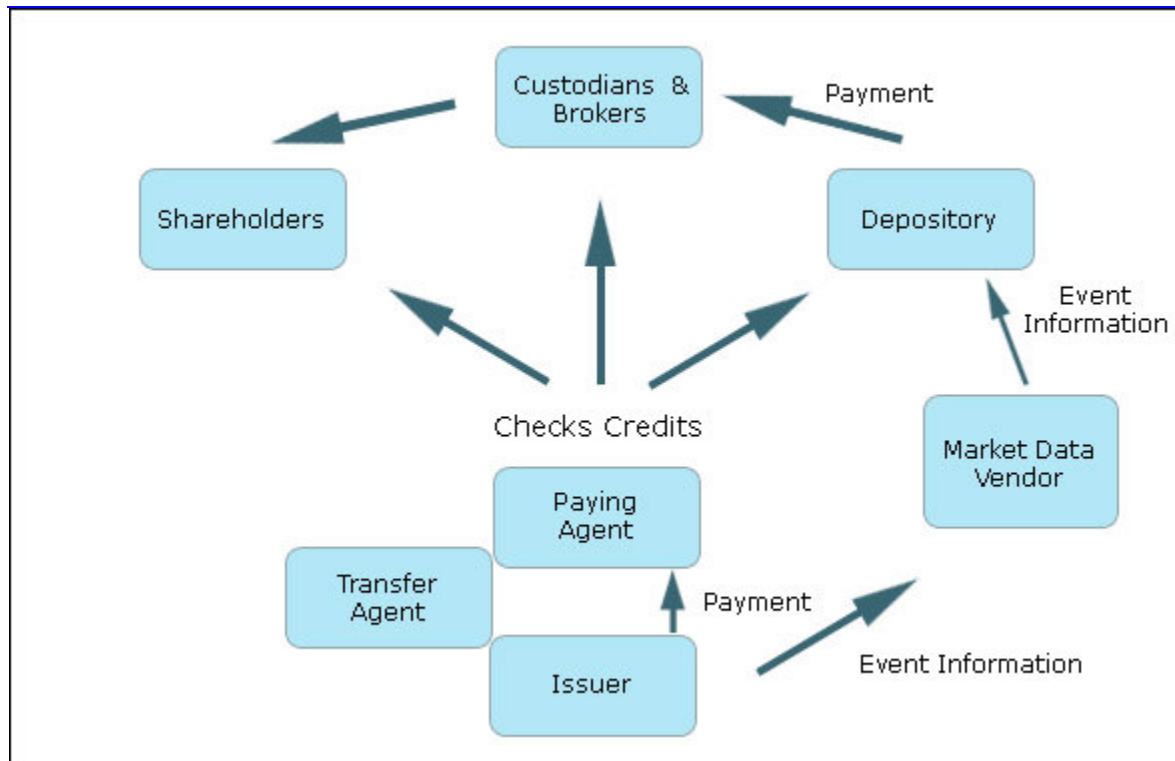 Custodians &
Brokers
Payment
Shareholders
Depository
Event
Information
Checks Credits
Market Data
Vendor
Paying
Agent
Transfer
Agent
Payment
Issuer
Event Information